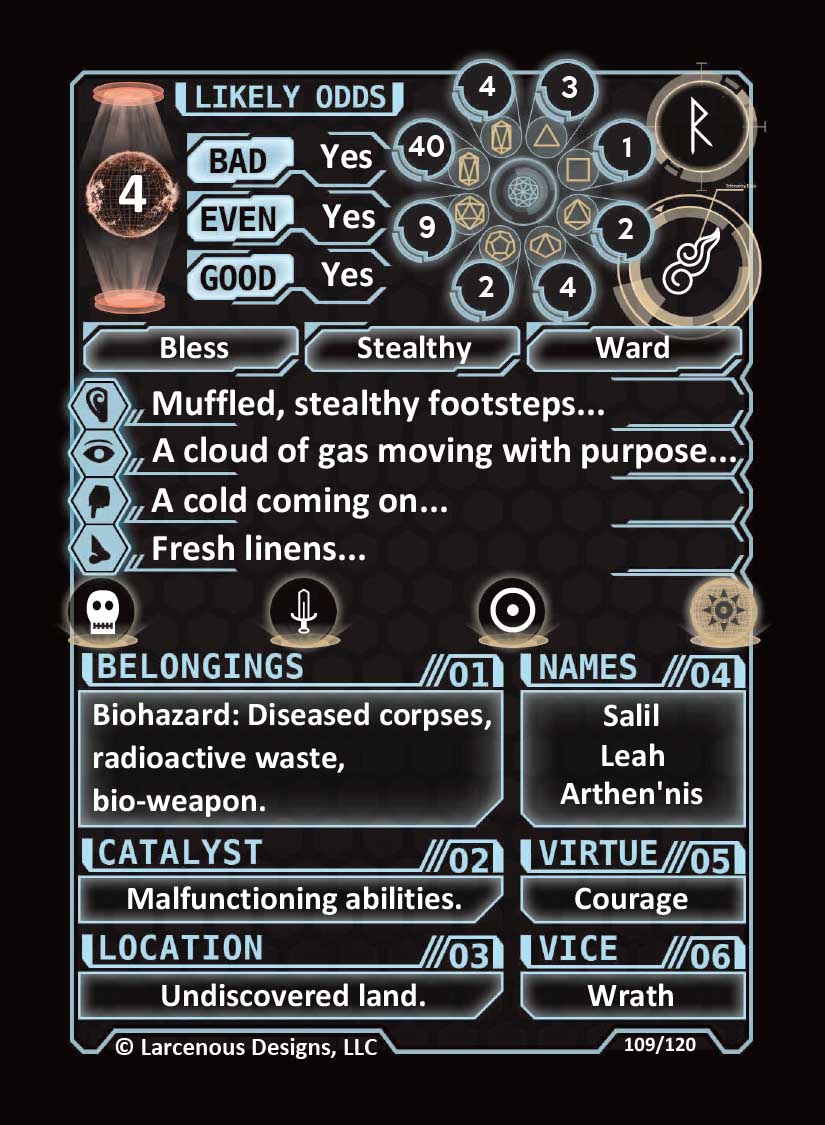 LIKELY ODDS
4
BAD Yes
EVEN Yes
GOOD Yes
4
3
40
1
9
2
2
4
ᚱ
Bless
Stealthy
Ward
Muffled, stealthy footsteps...
A cloud of gas moving with purpose...
A cold coming on...
Fresh linens...
BELONGINGS ///01
Biohazard: Diseased corpses,
radioactive waste,
bio-weapon.
NAMES ///04
Salil
Leah
Arthen'nis
CATALYST ///02
Malfunctioning abilities.
VIRTUE ///05
Courage
LOCATION ///03
Undiscovered land.
VICE ///06
Wrath
© Larcenous Designs, LLC
109/120